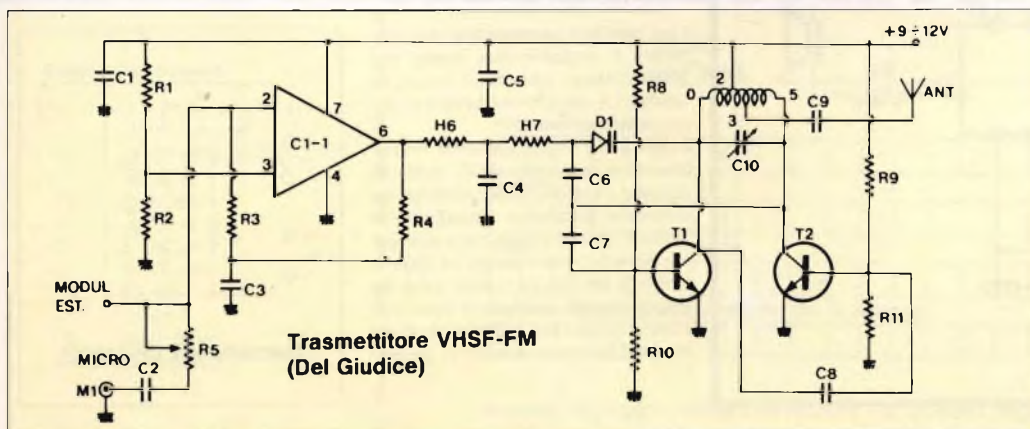 +9÷12V
C1
R1
C5
R8
0
2
5
C9
ANT
2
7
C1-1
6
H6
H7
D1
3
C10
3
4
C4
C6
R9
R2
R3
R4
C7
T1
T2
C3
MODUL
EST.
R5
MICRO
C2
M1
Trasmettitore VHSF-FM
(Del Giudice)
R10
R11
C8